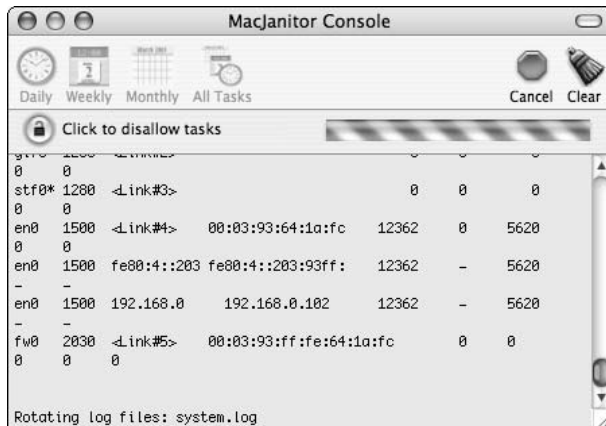 MacJanitor Console
Daily Weekly Monthly All Tasks Cancel Clear
Click to disallow tasks
0 0
stf0* 1280 <Link#3> 0 0 0
0 0
en0 1500 <Link#4> 00:03:93:64:1a:fc 12362 0 5620
0 0
en0 1500 fe80:4::203 fe80:4::203:93ff: 12362 - 5620
- -
en0 1500 192.168.0 192.168.0.102 12362 - 5620
- -
fw0 2030 <Link#5> 00:03:93:ff:fe:64:1a:fc 0 0
0 0 0
Rotating log files: system.log